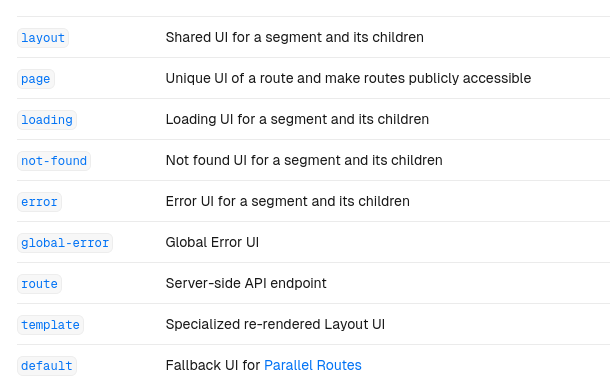 layout Shared UI for a segment and its children
page Unique UI of a route and make routes publicly accessible
loading Loading UI for a segment and its children
not-found Not found UI for a segment and its children
error Error UI for a segment and its children
global-error Global Error UI
route Server-side API endpoint
template Specialized re-rendered Layout UI
default Fallback UI for Parallel Routes